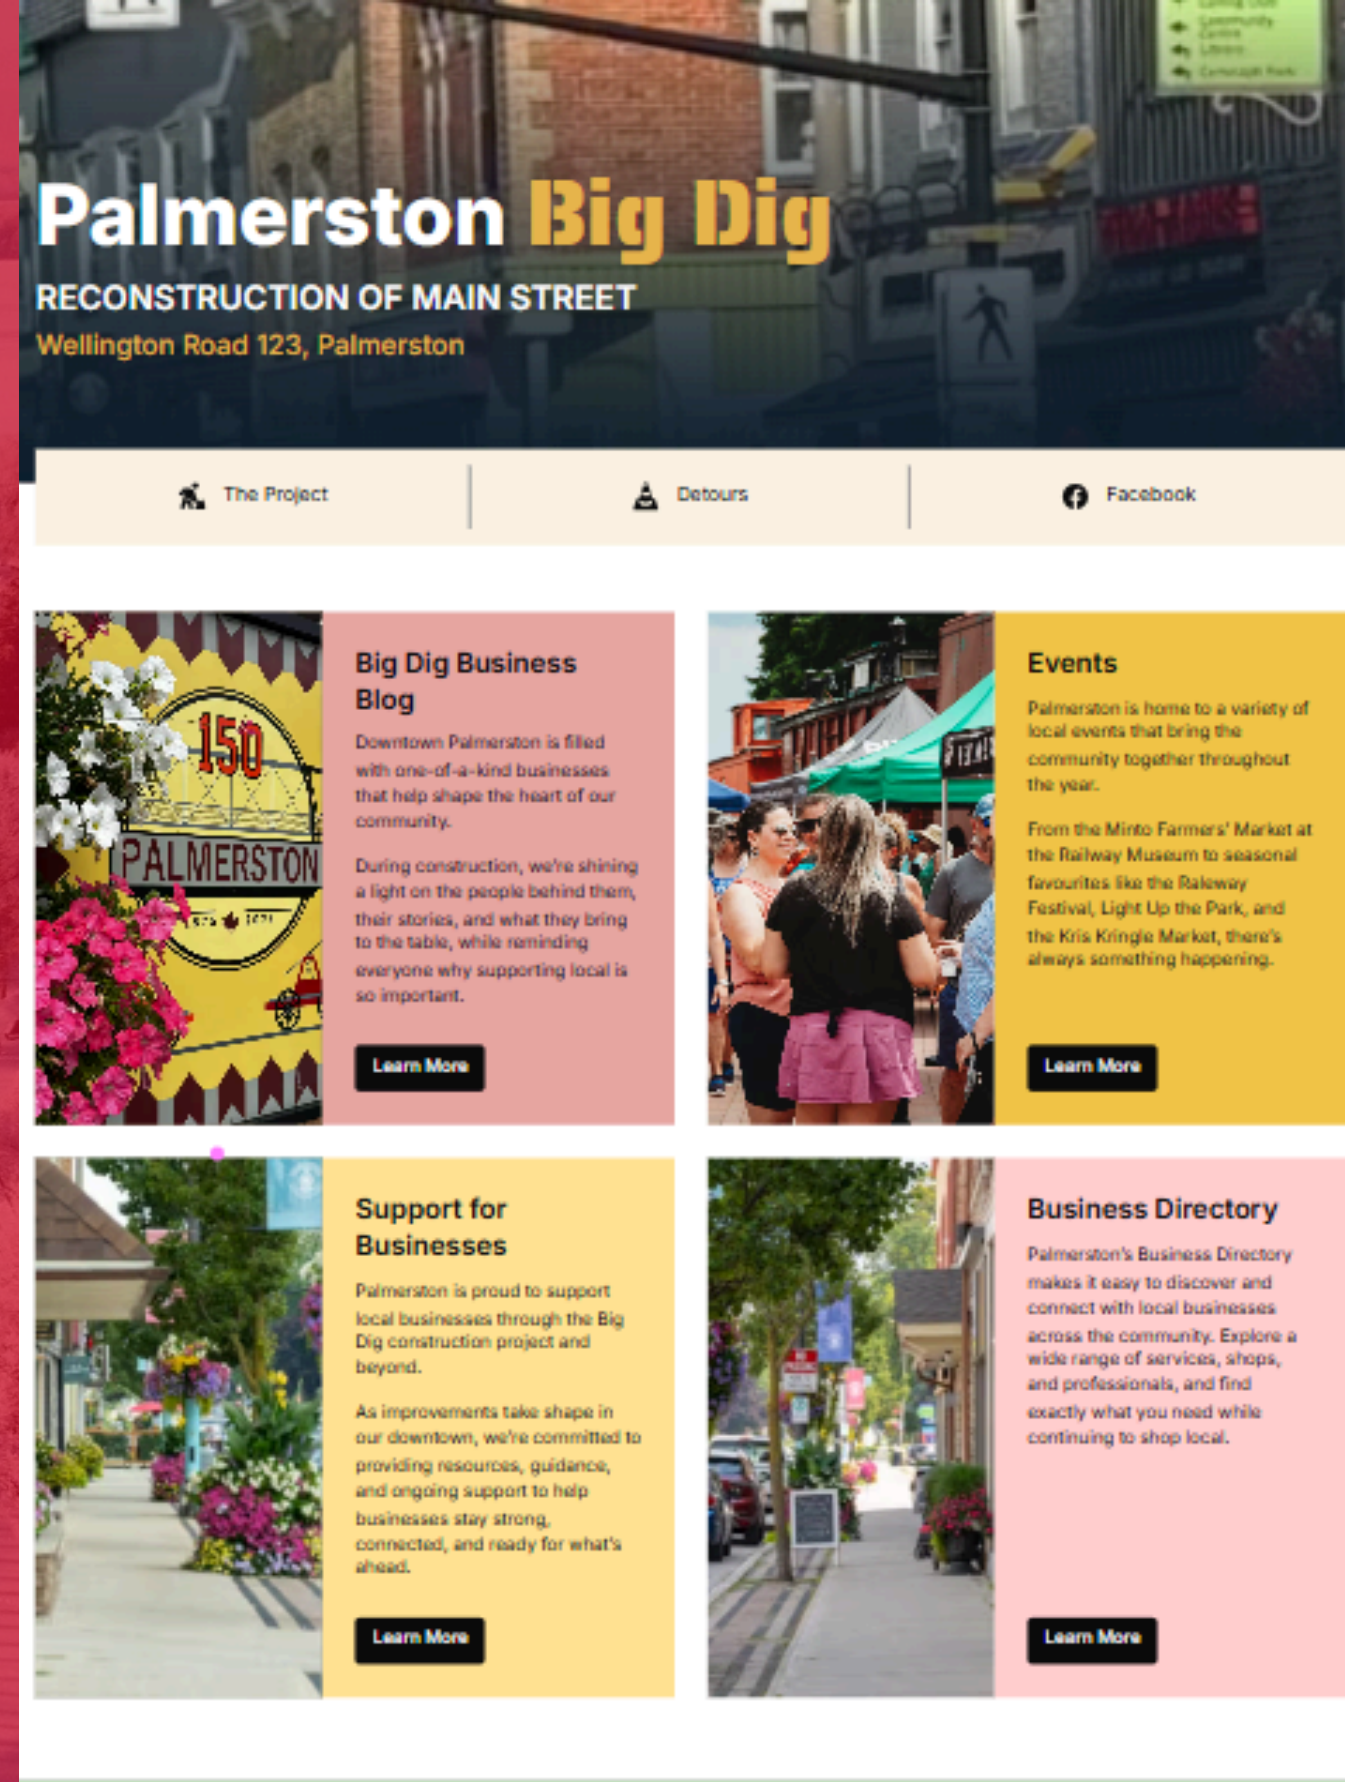 Community
Centre
Library
Palmerston Big Dig
RECONSTRUCTION OF MAIN STREET
Wellington Road 123, Palmerston
The Project
Detours
Facebook
150
PALMERSTON
Big Dig Business
Blog
Downtown Palmerston is filled
with one-of-a-kind businesses
that help shape the heart of our
community.
During construction, we're shining
a light on the people behind them,
their stories, and what they bring
to the table, while reminding
everyone why supporting local is
so important.
Learn More
Events
Palmerston is home to a variety of
local events that bring the
community together throughout
the year.
From the Minto Farmers' Market at
the Railway Museum to seasonal
favourites like the Raleway
Festival, Light Up the Park, and
the Kris Kringle Market, there's
always something happening.
Learn More
Support for
Businesses
Palmerston is proud to support
local businesses through the Big
Dig construction project and
beyond.
As improvements take shape in
our downtown, we're committed to
providing resources, guidance,
and ongoing support to help
businesses stay strong,
connected, and ready for what's
ahead.
Learn More
Business Directory
Palmerston's Business Directory
makes it easy to discover and
connect with local businesses
across the community. Explore a
wide range of services, shops,
and professionals, and find
exactly what you need while
continuing to shop local.
Learn More